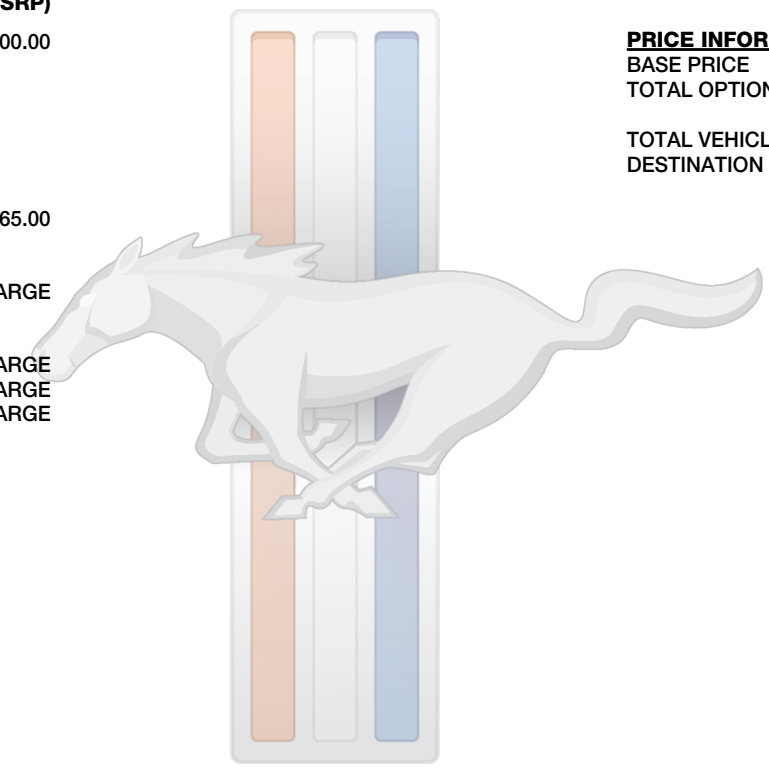 SRP)
00.00
65.00
ARGE
ARGE
ARGE
ARGE
PRICE INFOR
BASE PRICE
TOTAL OPTION
TOTAL VEHICL
DESTINATION